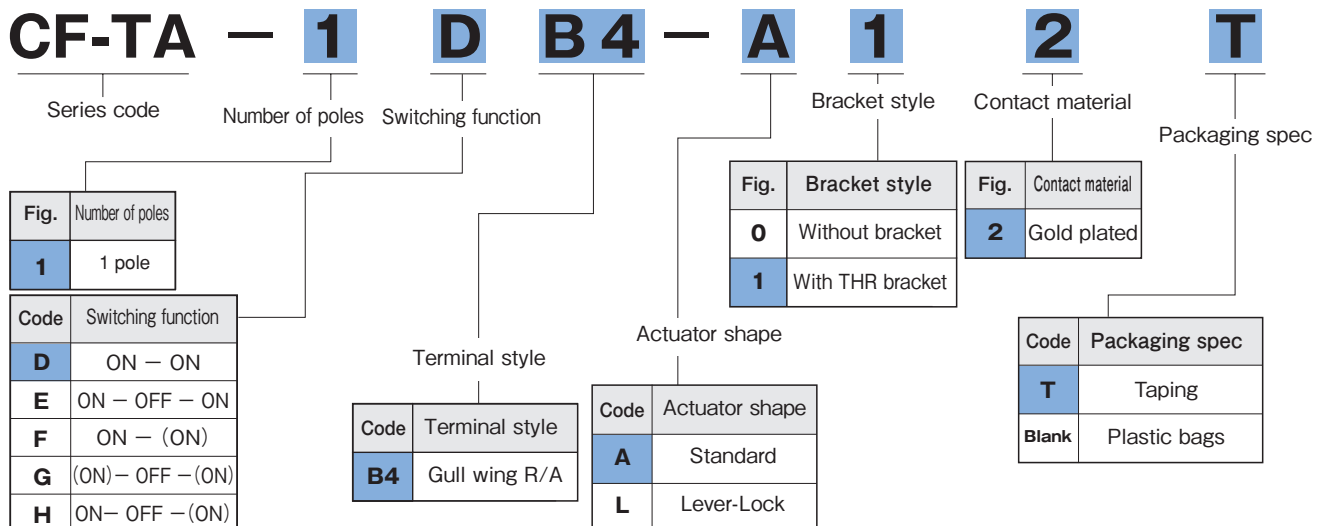 CF-TA — 1 D B4 — A 1 2 T
Series code
Number of poles
Switching function
Bracket style
Contact material
Packaging spec
Fig. Number of poles
1 1 pole
Code Switching function
D ON — ON
E ON — OFF — ON
F ON — (ON)
G (ON)— OFF —(ON)
H ON— OFF —(ON)
Terminal style
Code Terminal style
B4 Gull wing R/A
Actuator shape
Code Actuator shape
A Standard
L Lever-Lock
Fig. Bracket style
0 Without bracket
1 With THR bracket
Fig. Contact material
2 Gold plated
Code Packaging spec
T Taping
Blank Plastic bags